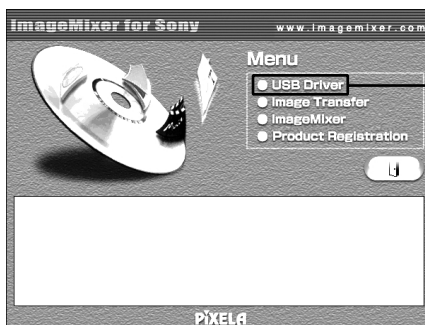 ImageMixer for Sony
www.imagemixer.com
Menu
USB Driver
Image Transfer
ImageMixer
Product Registration
PIXELA